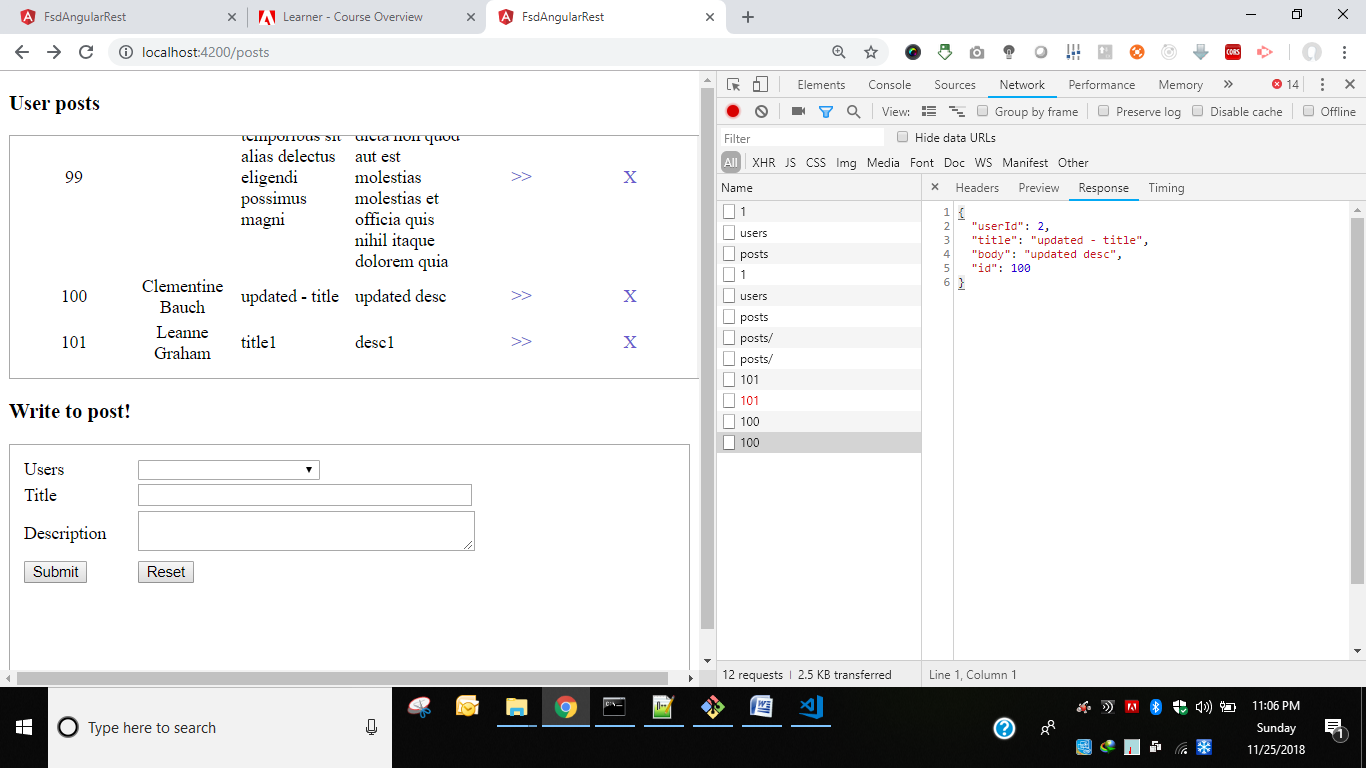 FsdAngularRest
Learner - Course Overview
FsdAngularRest
localhost:4200/posts
CORS
User posts
temporibus sit
alias delectus
eligendi
possimus
magni
dicta non quod
aut est
molestias
molestias et
officia quis
nihil itaque
dolorem quia
99 >> X
100 Clementine Bauch updated - title updated desc >> X
101 Leanne Graham title1 desc1 >> X
Write to post!
Users
Title
Description
Submit Reset
Elements Console Sources Network Performance Memory 14
View: Group by frame Preserve log Disable cache Offline
Filter Hide data URLs
All XHR JS CSS Img Media Font Doc WS Manifest Other
Name
1
users
posts
1
users
posts
posts/
posts/
101
101
100
100
Headers Preview Response Timing
1 {
2 "userId": 2,
3 "title": "updated - title",
4 "body": "updated desc",
5 "id": 100
6 }
12 requests | 2.5 KB transferred
Line 1, Column 1
Type here to search
11:06 PM
Sunday
11/25/2018
1